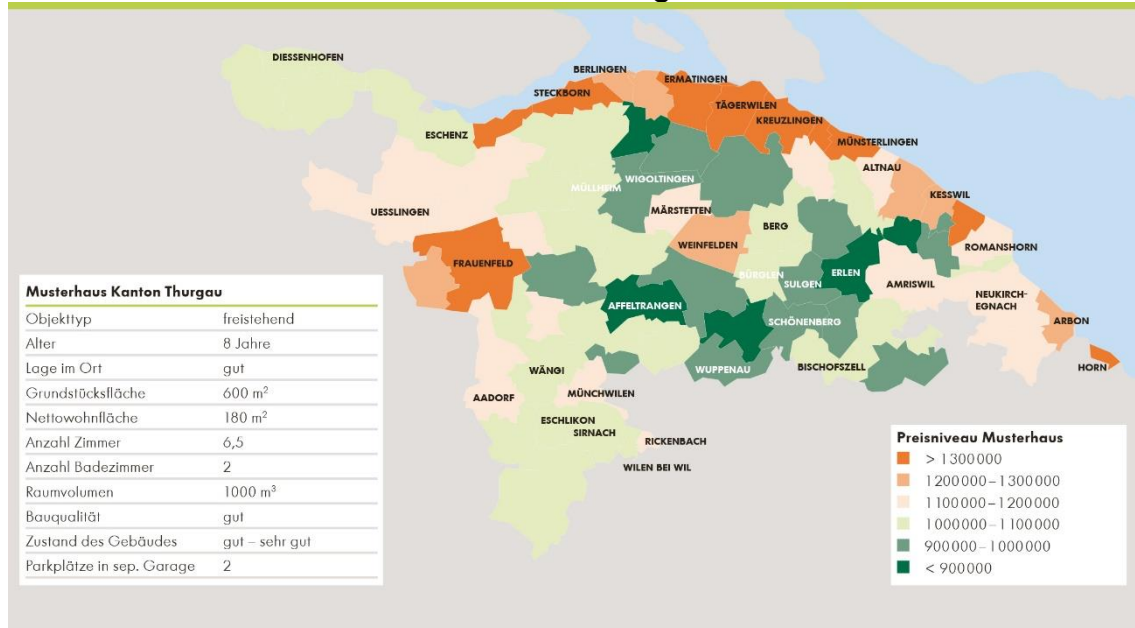 DIESSENHOFEN
BERLINGEN
ERMATINGEN
STECKBORN
TÄGERWILEN
KREUZLINGEN
ESCHENZ
MÜNSTERLINGEN
ALTNAU
WIGOLTINGEN
MÜLLHEIM
KESSWIL
UESSLINGEN
MÄRSTETTEN
BERG
WEINFELDEN
ROMANSHORN
FRAUENFELD
BÜRGLEN
ERLEN
SULGEN
AMRISWIL
NEUKIRCH-
EGNACH
AFFELTRANGEN
SCHÖNENBERG
ARBON
WÄNGI
WUPPENAU
BISCHOFSZELL
HORN
AADORF
MÜNCHWILEN
ESCHLIKON
SIRNACH
RICKENBACH
WILEN BEI WIL
Musterhaus Kanton Thurgau
Objekttyp freistehend
Alter 8 Jahre
Lage im Ort gut
Grundstücksfläche 600 m²
Nettowohnfläche 180 m²
Anzahl Zimmer 6,5
Anzahl Badezimmer 2
Raumvolumen 1000 m³
Bauqualität gut
Zustand des Gebäudes gut – sehr gut
Parkplätze in sep. Garage 2
Preisniveau Musterhaus
> 1300000
1200000–1300000
1100000–1200000
1000000–1100000
900000–1000000
< 900000